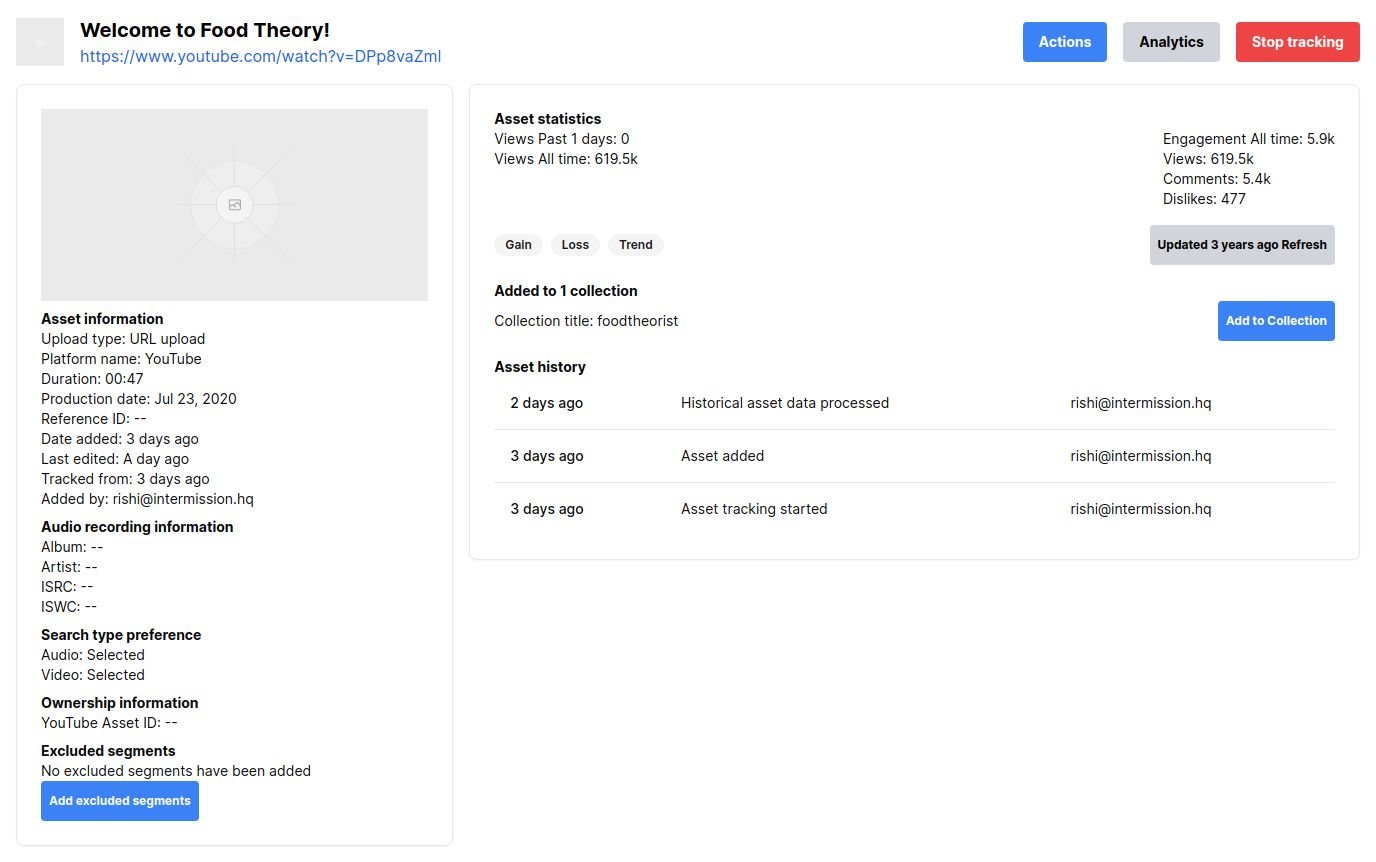 Welcome to Food Theory!
https://www.youtube.com/watch?v=DPp8vaZmI
Actions
Analytics
Stop tracking
Asset information
Upload type: URL upload
Platform name: YouTube
Duration: 00:47
Production date: Jul 23, 2020
Reference ID: --
Date added: 3 days ago
Last edited: A day ago
Tracked from: 3 days ago
Added by: rishi@intermission.hq
Audio recording information
Album: --
Artist: --
ISRC: --
ISWC: --
Search type preference
Audio: Selected
Video: Selected
Ownership information
YouTube Asset ID: --
Excluded segments
No excluded segments have been added
Add excluded segments
Asset statistics
Views Past 1 days: 0
Views All time: 619.5k
Engagement All time: 5.9k
Views: 619.5k
Comments: 5.4k
Dislikes: 477
Gain
Loss
Trend
Updated 3 years ago Refresh
Added to 1 collection
Collection title: foodtheorist
Add to Collection
Asset history
2 days ago Historical asset data processed rishi@intermission.hq
3 days ago Asset added rishi@intermission.hq
3 days ago Asset tracking started rishi@intermission.hq